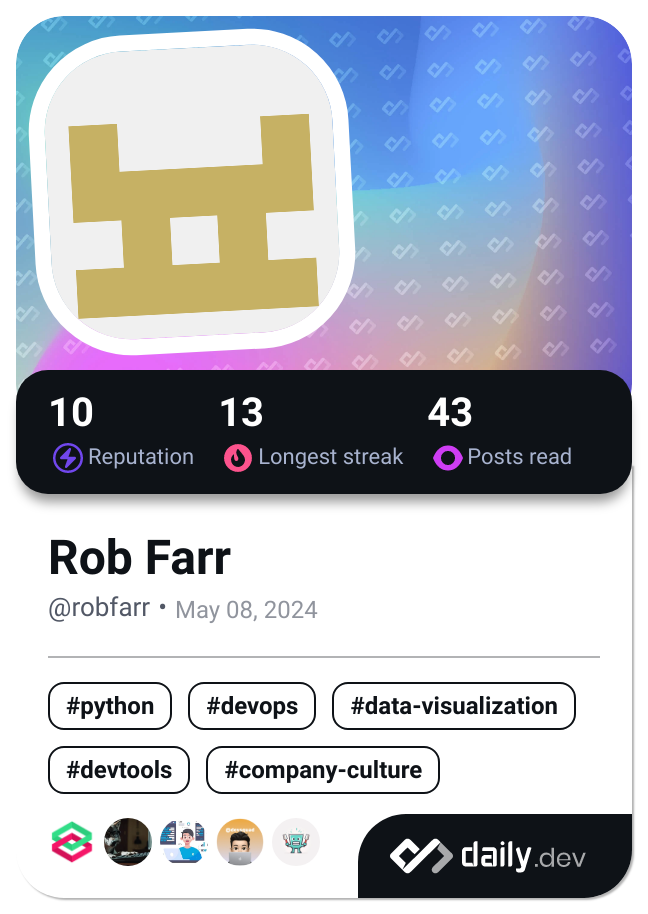 10 13 43
Reputation Longest streak Posts read
Rob Farr
@robfarr • May 08, 2024
#python #devops #data-visualization
#devtools #company-culture
daily.dev